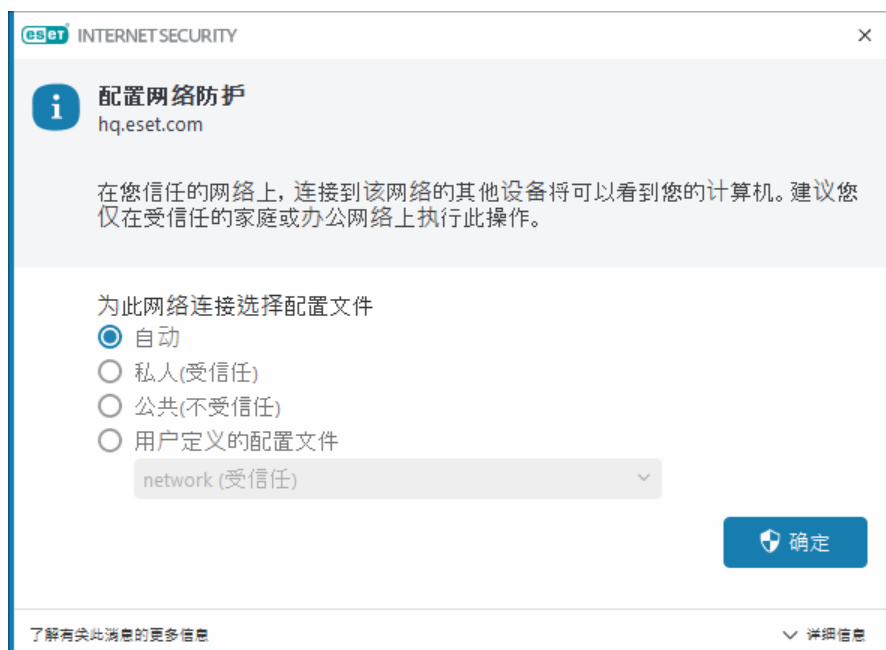 eset INTERNET SECURITY
配置网络防护
hq.eset.com
在您信任的网络上,连接到该网络的其他设备将可以看到您的计算机。建议您
仅在受信任的家庭或办公网络上执行此操作。
为此网络连接选择配置文件
自动
私人(受信任)
公共(不受信任)
用户定义的配置文件
network (受信任)
确定
了解有关此消息的更多信息
详细信息